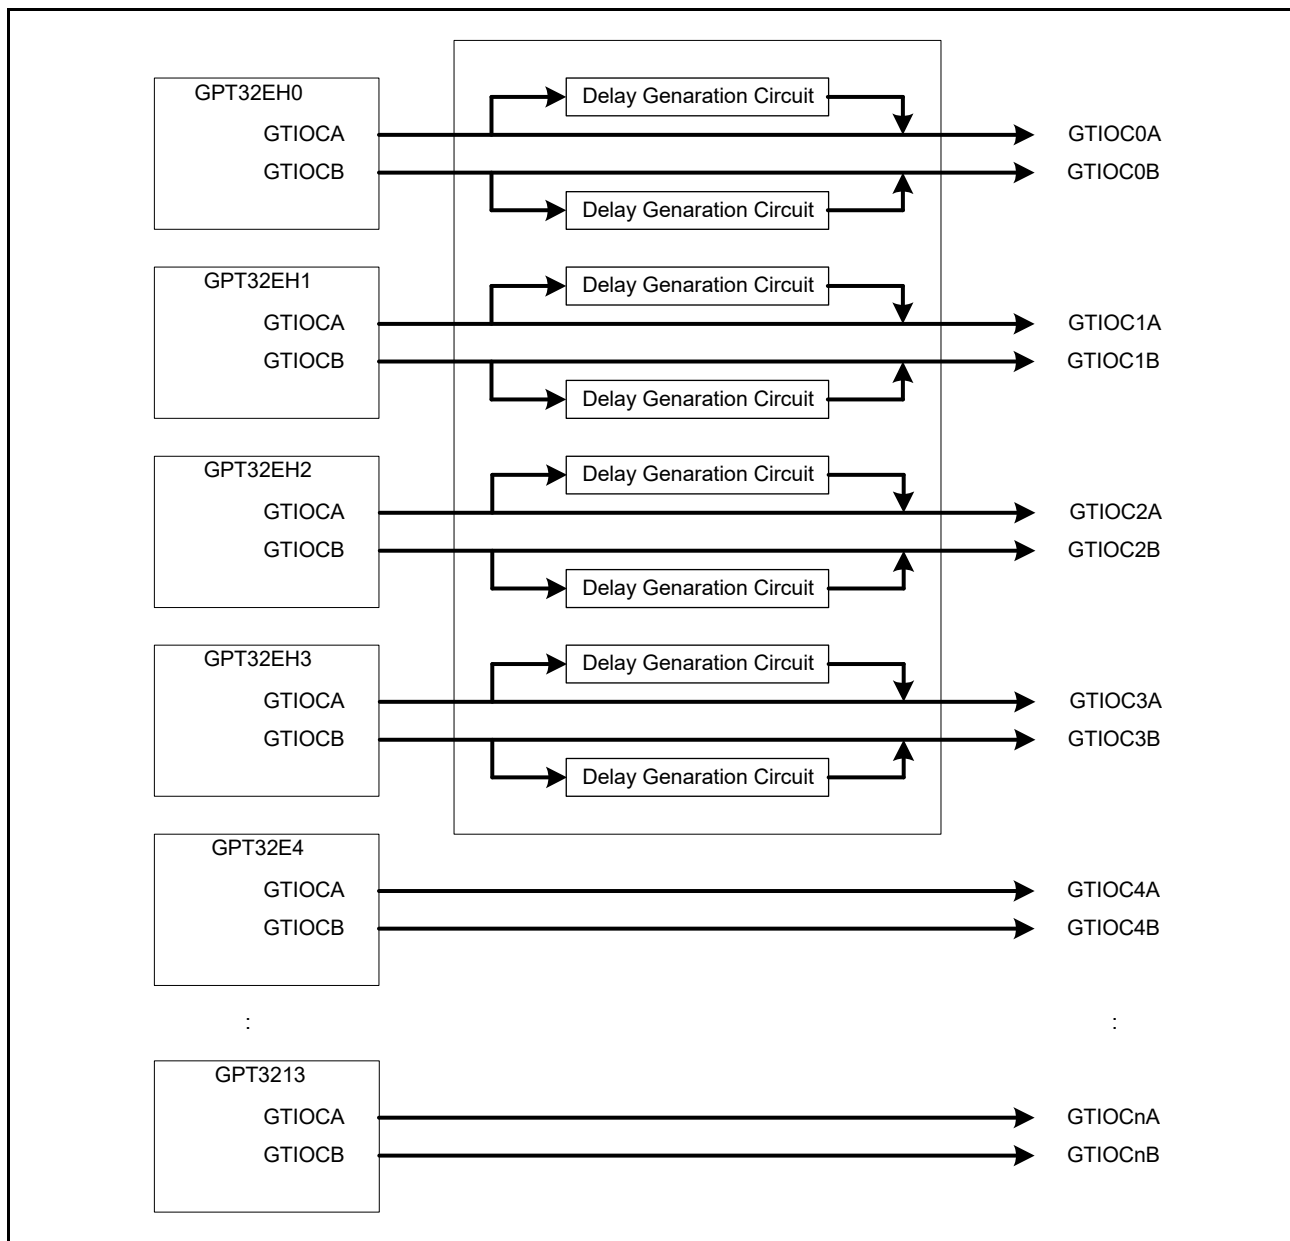 GPT32EH0
Delay Genaration Circuit
GTIOCA
GTIOC0A
GTIOCB
GTIOC0B
Delay Genaration Circuit
GPT32EH1
Delay Genaration Circuit
GTIOCA
GTIOC1A
GTIOCB
GTIOC1B
Delay Genaration Circuit
GPT32EH2
Delay Genaration Circuit
GTIOCA
GTIOC2A
GTIOCB
GTIOC2B
Delay Genaration Circuit
GPT32EH3
Delay Genaration Circuit
GTIOCA
GTIOC3A
GTIOCB
GTIOC3B
Delay Genaration Circuit
GPT32E4
GTIOCA
GTIOC4A
GTIOCB
GTIOC4B
:
:
GPT3213
GTIOCA
GTIOCnA
GTIOCB
GTIOCnB